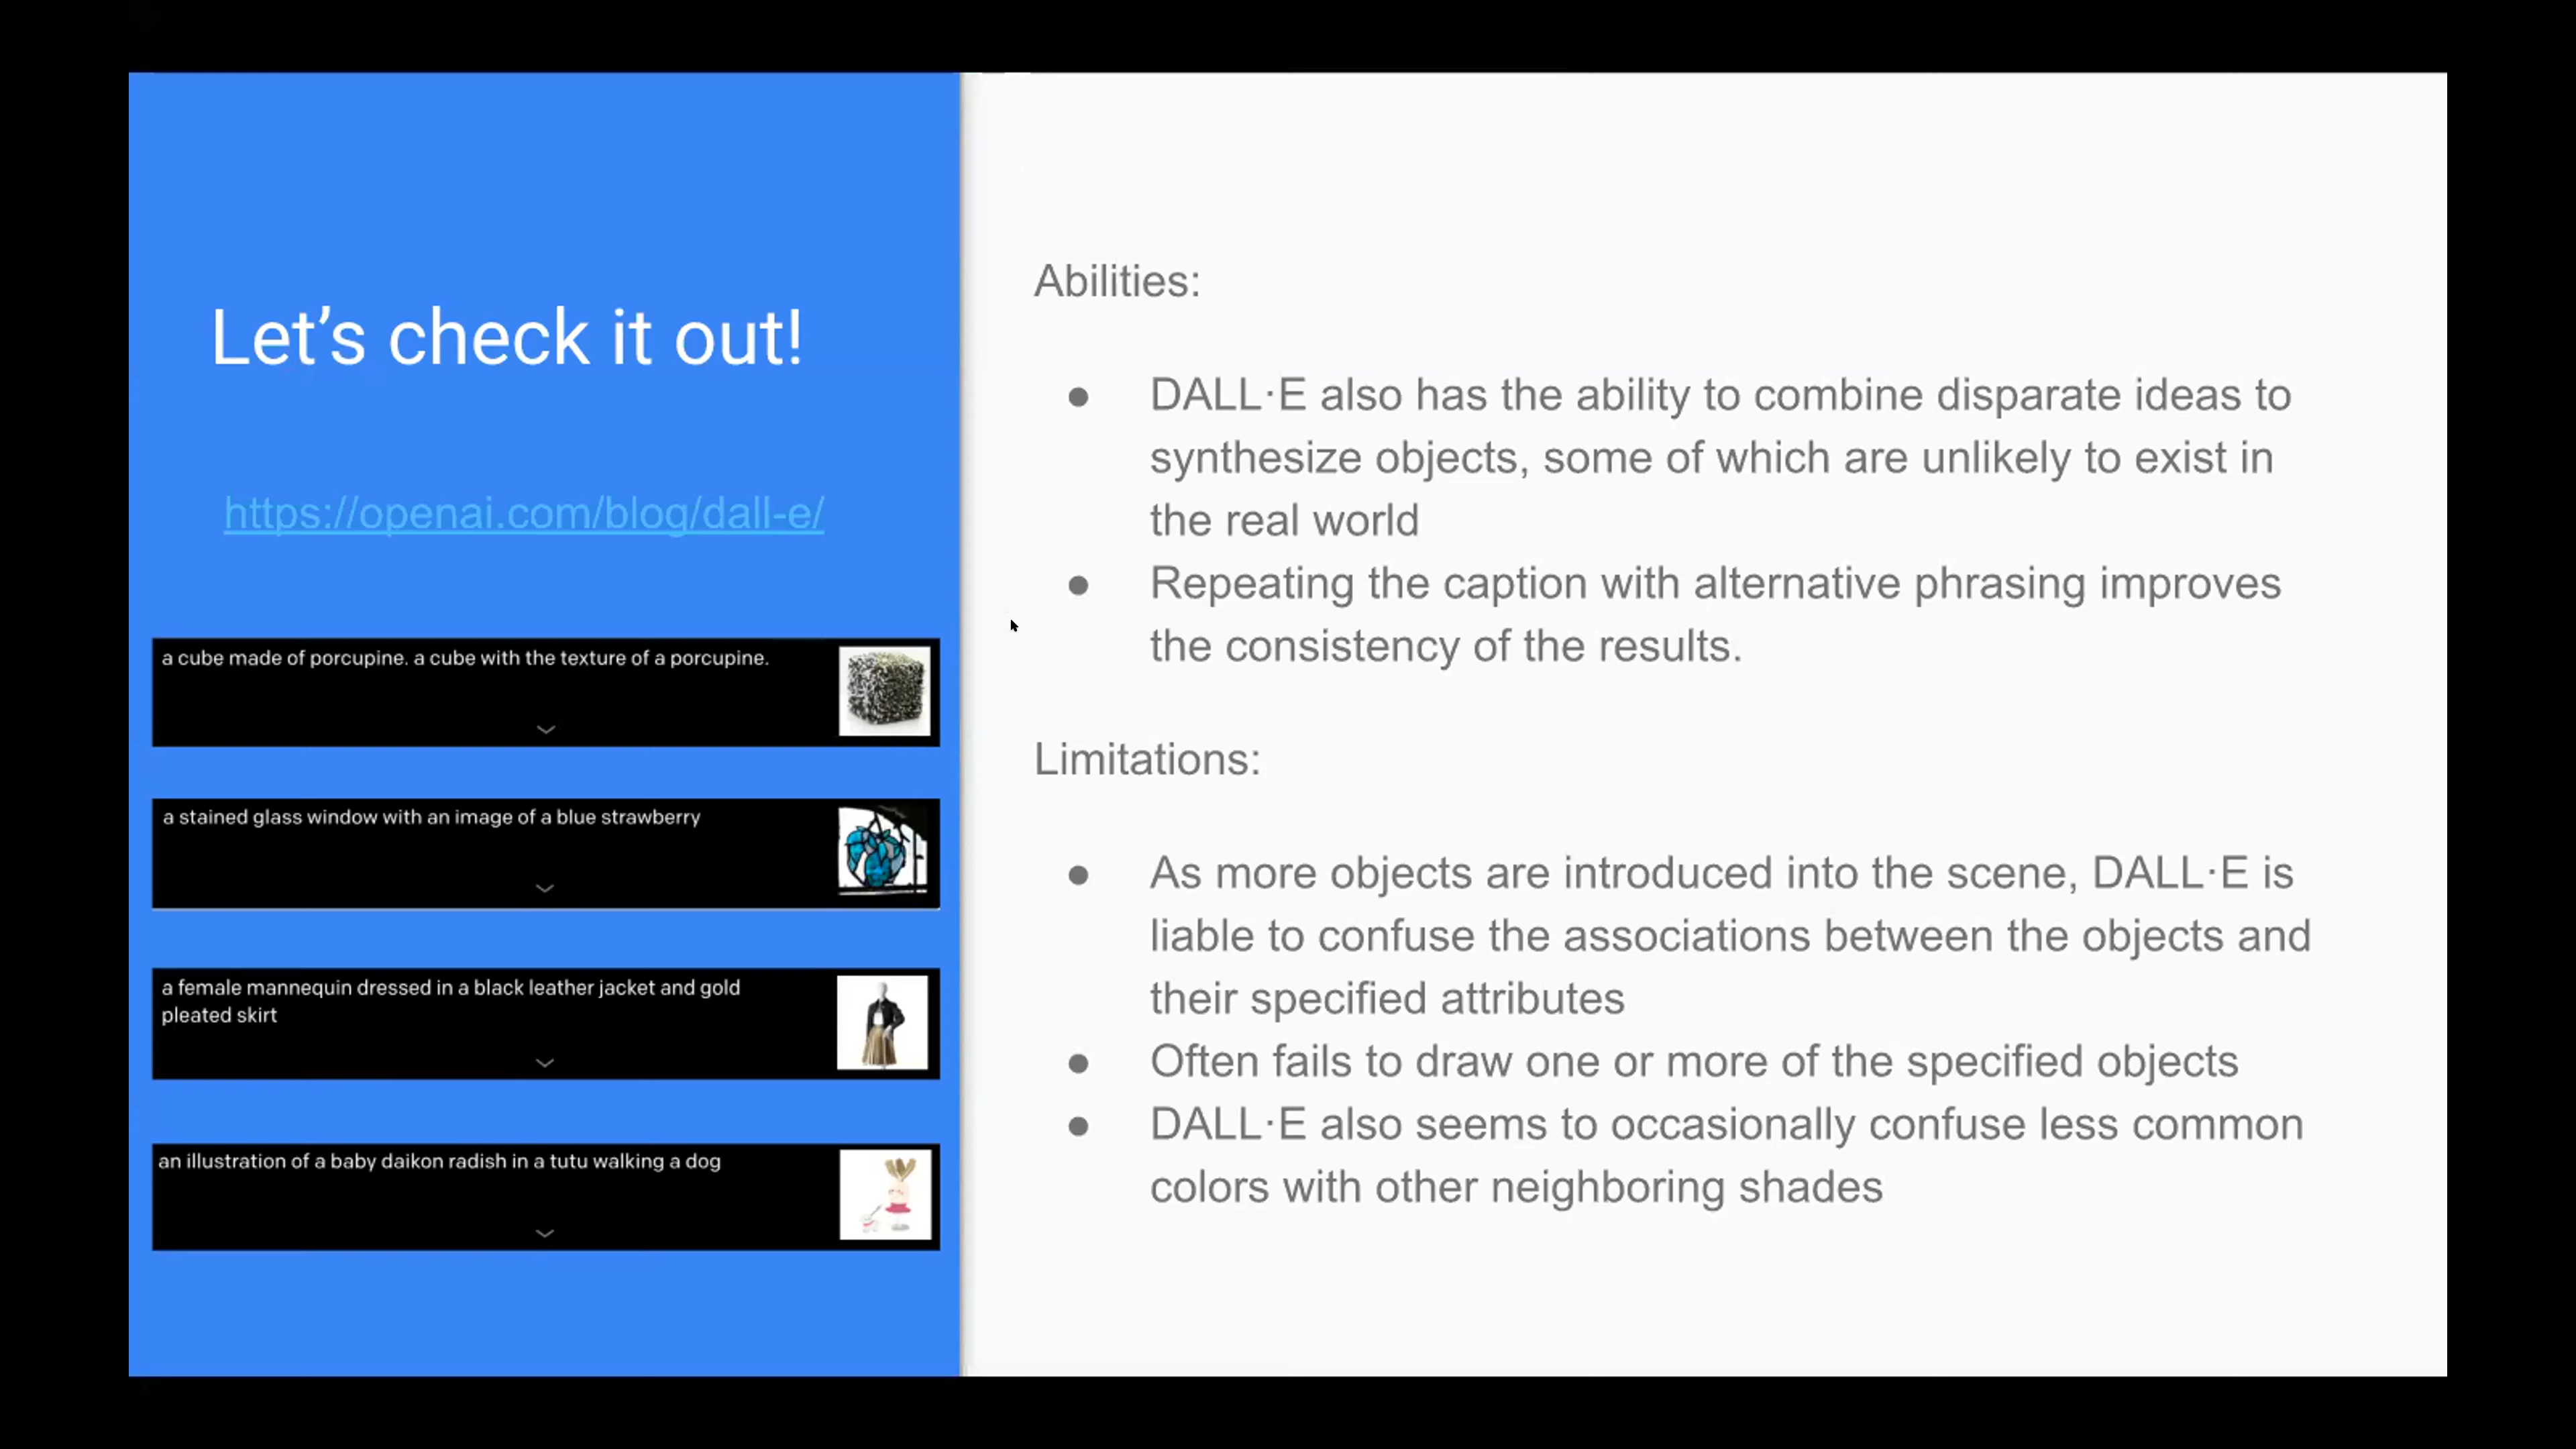 Let’s check it out!
https://openai.com/blog/dall-e/
a cube made of porcupine. a cube with the texture of a porcupine.
a stained glass window with an image of a blue strawberry
a female mannequin dressed in a black leather jacket and gold
pleated skirt
an illustration of a baby daikon radish in a tutu walking a dog
Abilities:
● DALL·E also has the ability to combine disparate ideas to
synthesize objects, some of which are unlikely to exist in
the real world
● Repeating the caption with alternative phrasing improves
the consistency of the results.
Limitations:
● As more objects are introduced into the scene, DALL·E is
liable to confuse the associations between the objects and
their specified attributes
● Often fails to draw one or more of the specified objects
● DALL·E also seems to occasionally confuse less common
colors with other neighboring shades